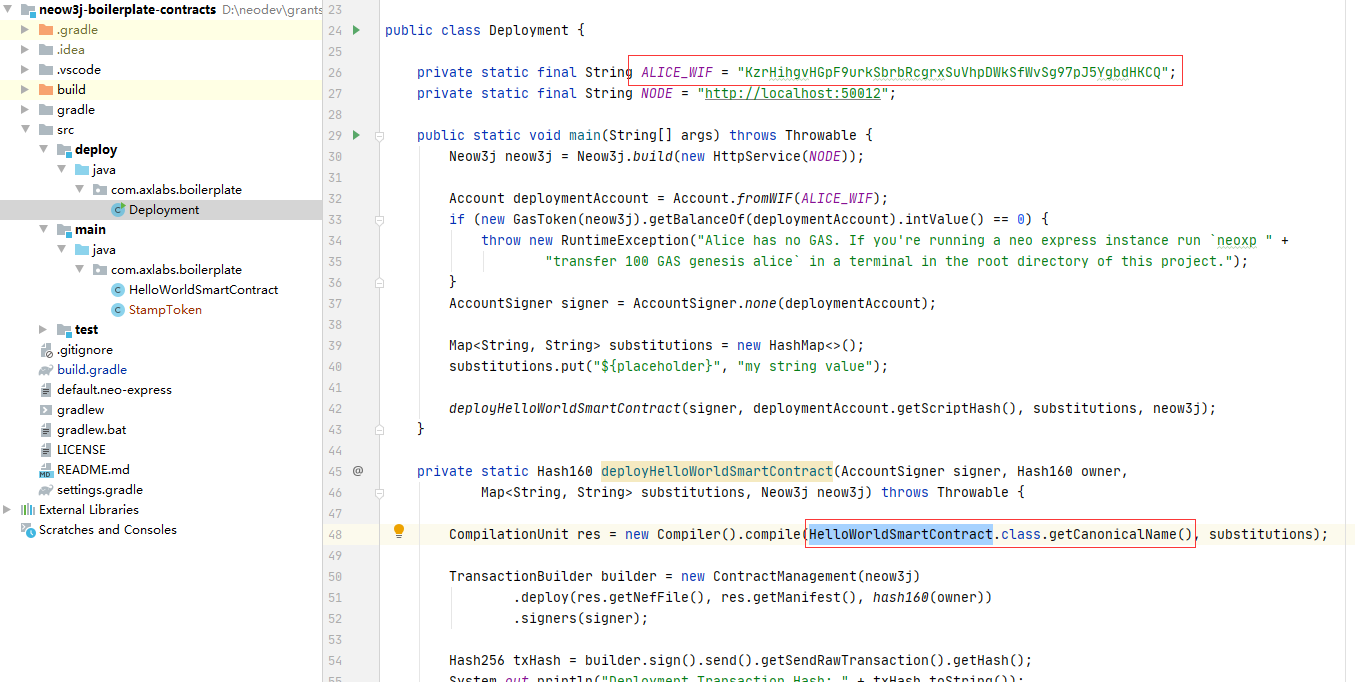 neow3j-boilerplate-contracts D:\neodev\grants
.gradle
.idea
.vscode
build
gradle
src
deploy
java
com.axlabs.boilerplate
Deployment
main
java
com.axlabs.boilerplate
HelloWorldSmartContract
StampToken
test
.gitignore
build.gradle
default.neo-express
gradlew
gradlew.bat
LICENSE
README.md
settings.gradle
External Libraries
Scratches and Consoles
23
24 public class Deployment {
25
26 private static final String ALICE_WIF = "KzrHihgvHGpF9urkSbrbRcgrxSuVhpDWkSfWvSg97pJ5YgbdHKCQ";
27 private static final String NODE = "http://localhost:50012";
28
29 public static void main(String[] args) throws Throwable {
30 Neow3j neow3j = Neow3j.build(new HttpService(NODE));
31
32 Account deploymentAccount = Account.fromWIF(ALICE_WIF);
33 if (new GasToken(neow3j).getBalanceOf(deploymentAccount).intValue() == 0) {
34 throw new RuntimeException("Alice has no GAS. If you're running a neo express instance run `neoxp " +
35 "transfer 100 GAS genesis alice` in a terminal in the root directory of this project.");
36 }
37 AccountSigner signer = AccountSigner.none(deploymentAccount);
38
39 Map<String, String> substitutions = new HashMap<>();
40 substitutions.put("${placeholder}", "my string value");
41
42 deployHelloWorldSmartContract(signer, deploymentAccount.getScriptHash(), substitutions, neow3j);
43 }
44
45 @ private static Hash160 deployHelloWorldSmartContract(AccountSigner signer, Hash160 owner,
46 Map<String, String> substitutions, Neow3j neow3j) throws Throwable {
47
48 CompilationUnit res = new Compiler().compile(HelloWorldSmartContract.class.getCanonicalName(), substitutions);
49
50 TransactionBuilder builder = new ContractManagement(neow3j)
51 .deploy(res.getNefFile(), res.getManifest(), hash160(owner))
52 .signers(signer);
53
54 Hash256 txHash = builder.sign().send().getSendRawTransaction().getHash();
55 System.out.println("Deployment Transaction Hash: " + txHash.toString());